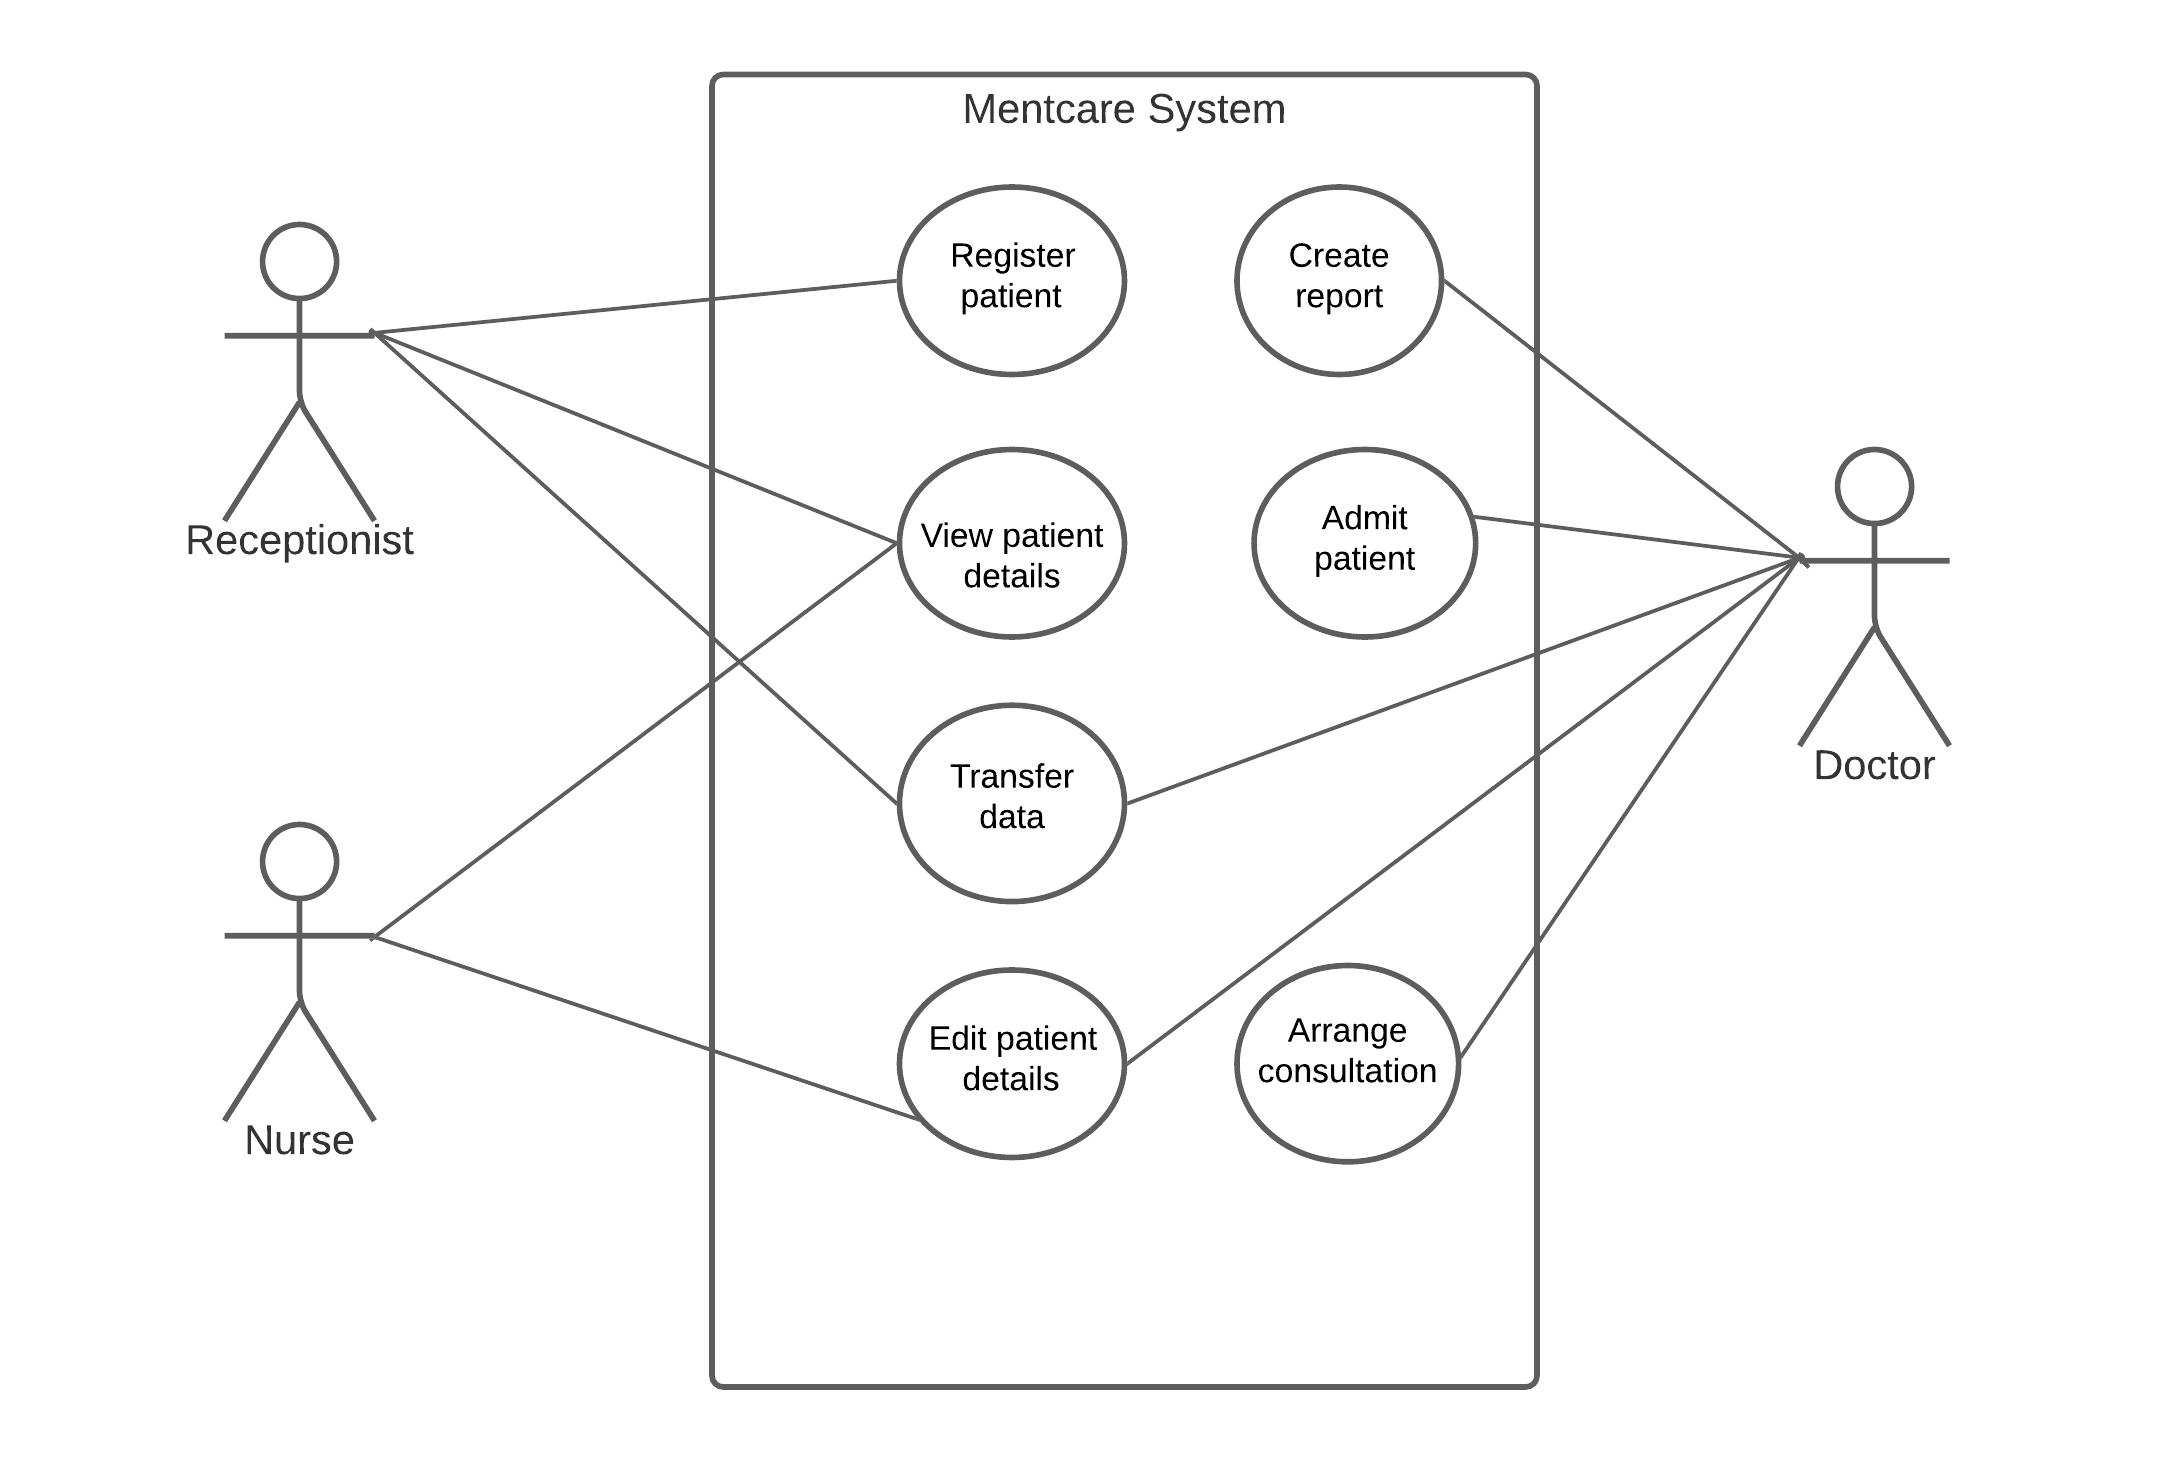 Mentcare System
Register
patient
Create
report
Receptionist
View patient
details
Admit
patient
Doctor
Transfer
data
Nurse
Edit patient
details
Arrange
consultation